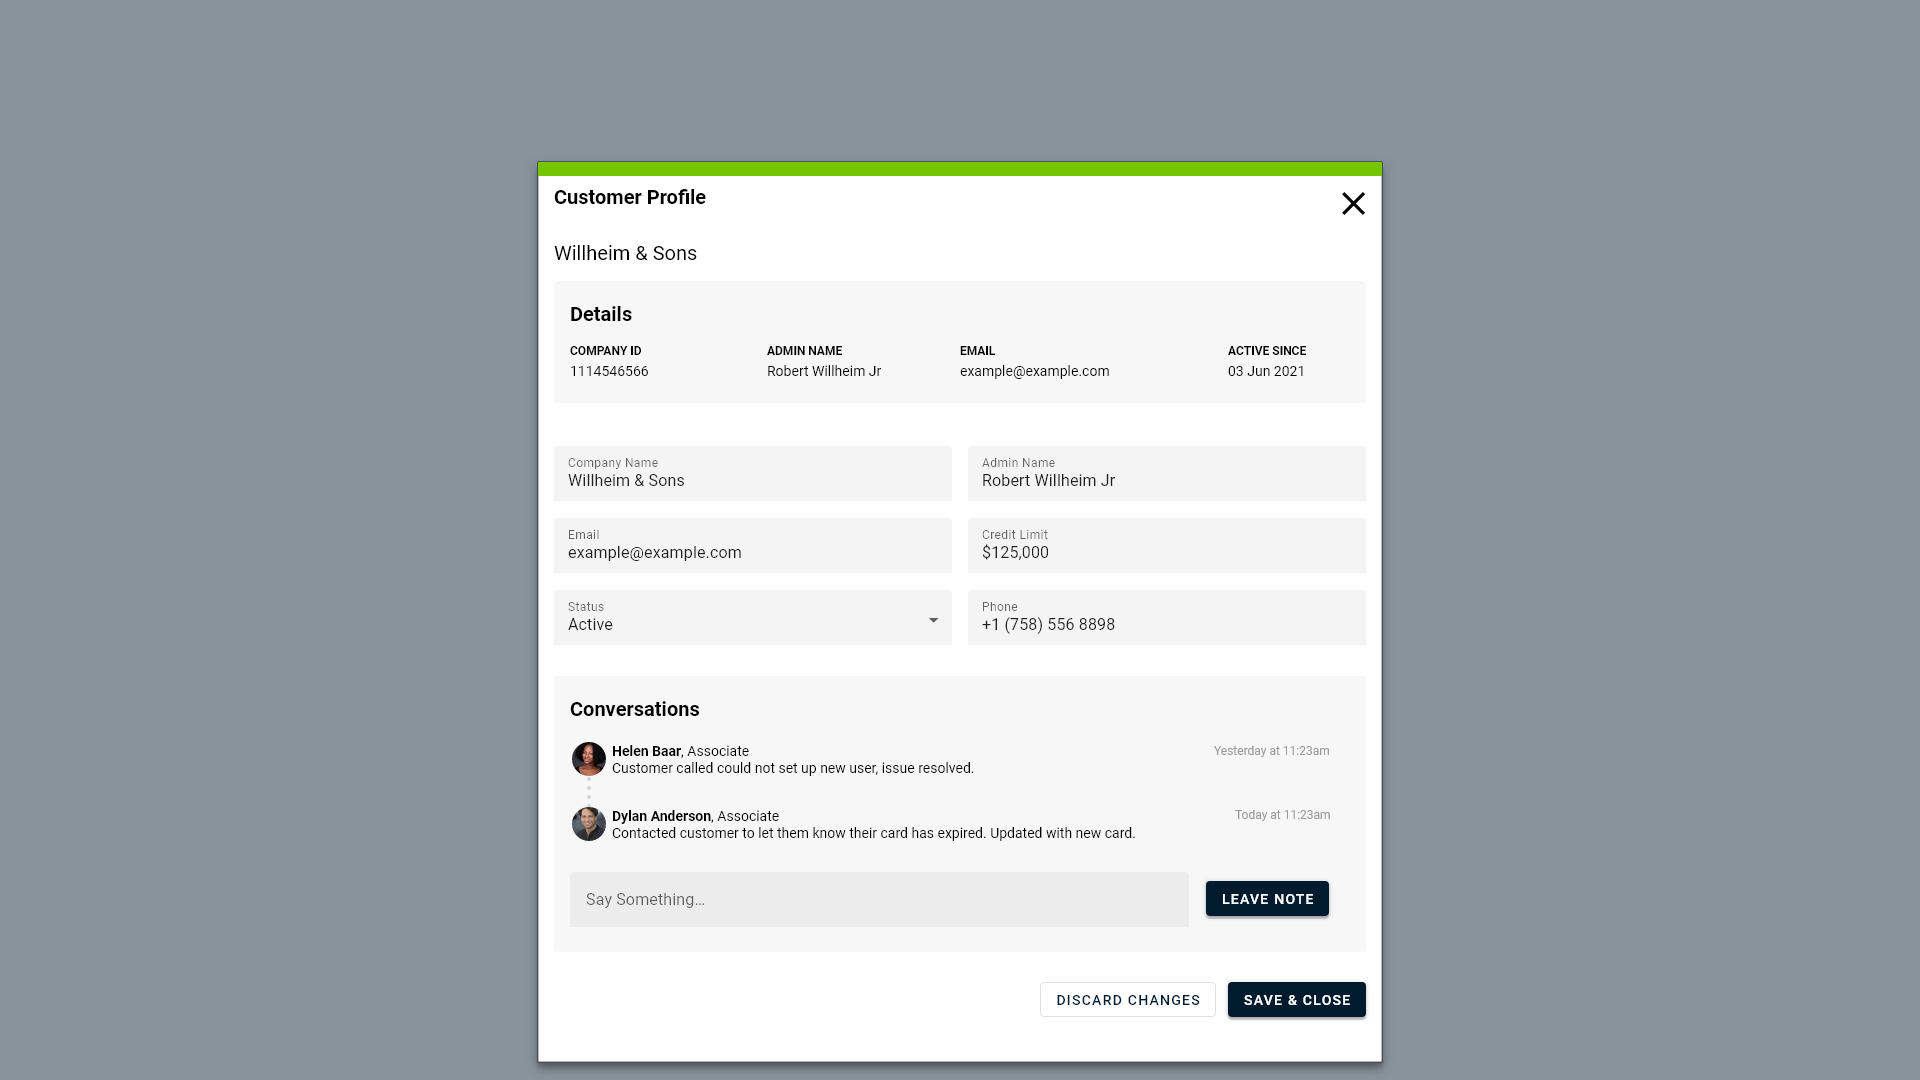 Customer Profile
Willheim & Sons
Details
COMPANY ID
1114546566
ADMIN NAME
Robert Willheim Jr
EMAIL
example@example.com
ACTIVE SINCE
03 Jun 2021
Company Name
Willheim & Sons
Admin Name
Robert Willheim Jr
Email
example@example.com
Credit Limit
$125,000
Status
Active
Phone
+1 (758) 556 8898
Conversations
Helen Baar, Associate
Yesterday at 11:23am
Customer called could not set up new user, issue resolved.
Dylan Anderson, Associate
Today at 11:23am
Contacted customer to let them know their card has expired. Updated with new card.
Say Something...
LEAVE NOTE
DISCARD CHANGES
SAVE & CLOSE